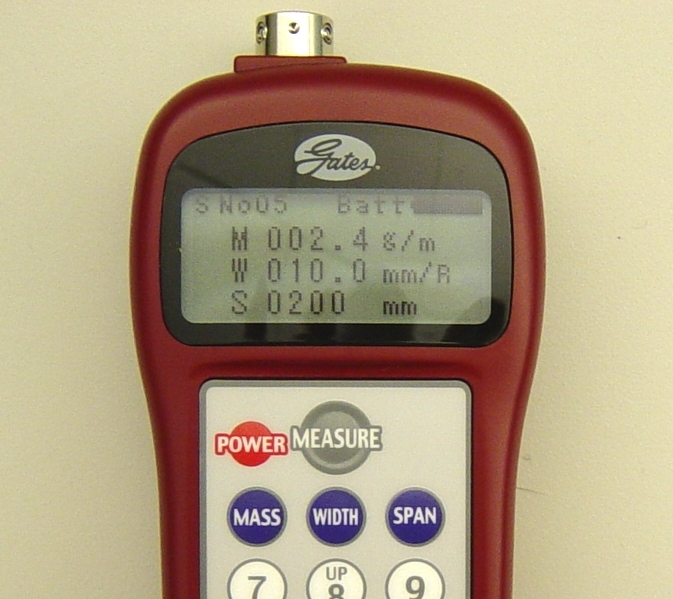 Gates
S No05 Batt
M 002.4 g/m
W 010.0 mm/R
S 0200 mm
POWER MEASURE
MASS WIDTH SPAN
UP
7 8 9